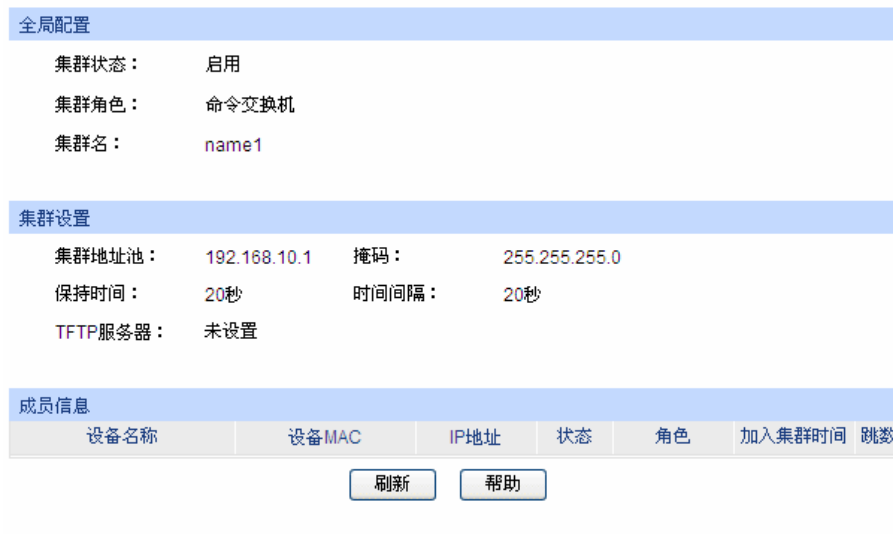 全局配置
集群状态： 启用
集群角色： 命令交换机
集群名： name1
集群设置
集群地址池： 192.168.10.1 掩码： 255.255.255.0
保持时间： 20秒 时间间隔： 20秒
TFTP服务器： 未设置
成员信息
设备名称 设备MAC IP地址 状态 角色 加入集群时间 跳数
刷新 帮助